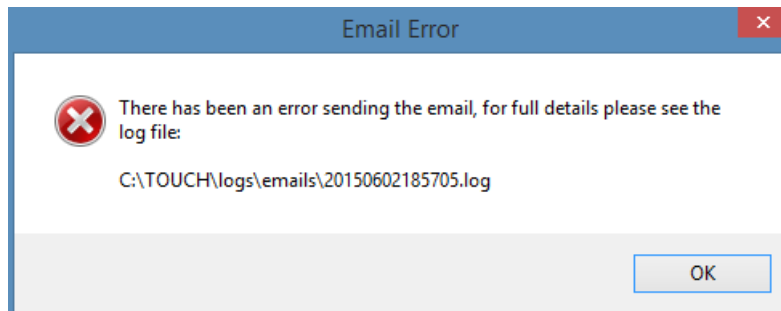 Email Error
There has been an error sending the email, for full details please see the
log file:
C:\TOUCH\logs\emails\20150602185705.log
OK